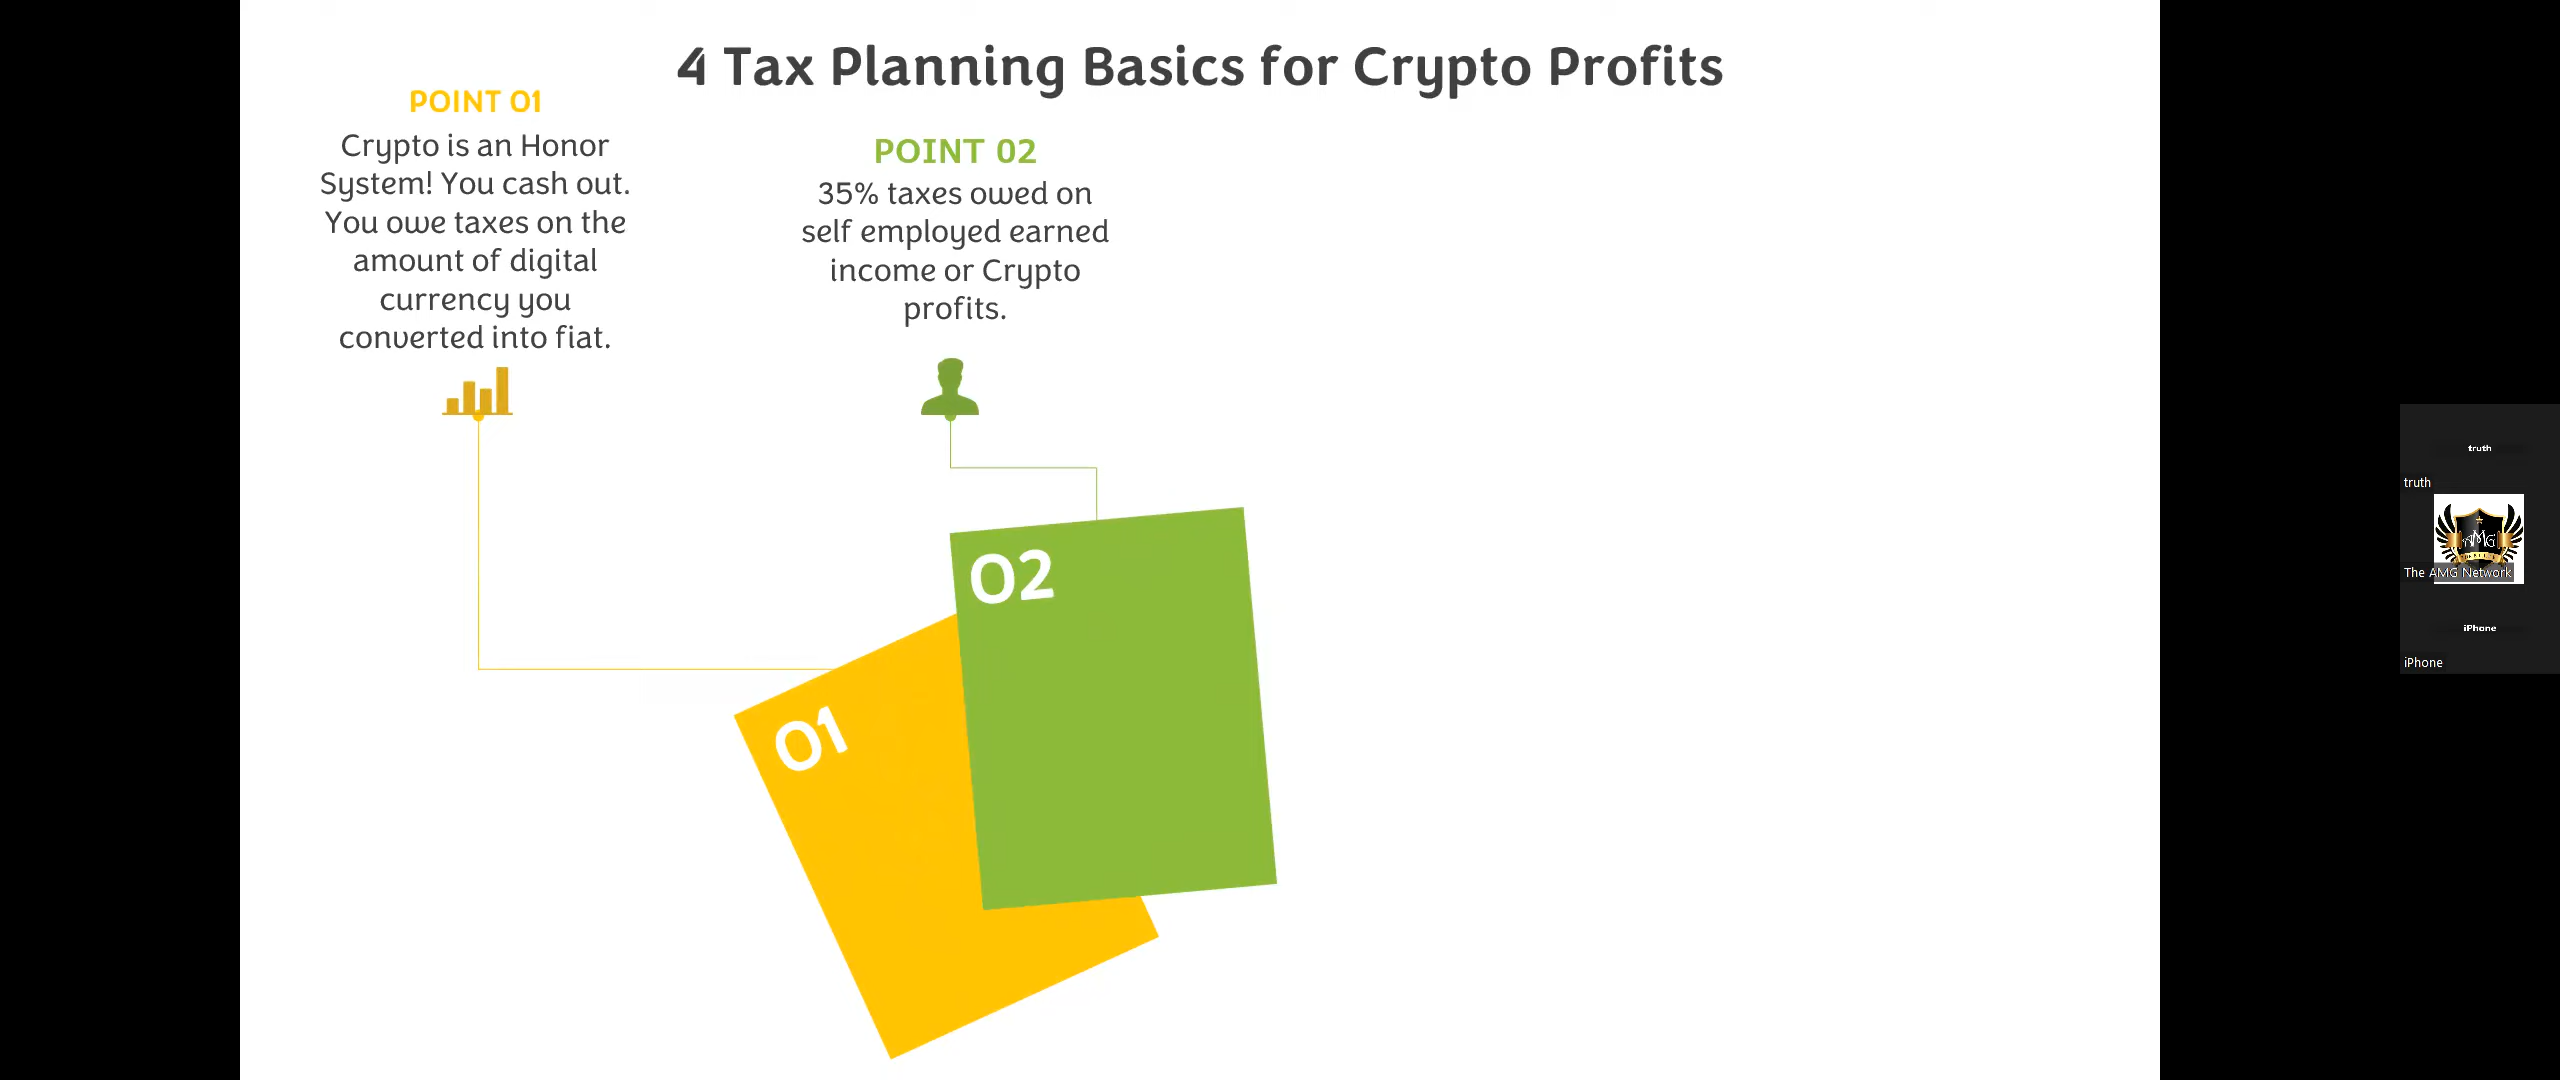 4 Tax Planning Basics for Crypto Profits
POINT 01
Crypto is an Honor
System! You cash out.
You owe taxes on the
amount of digital
currency you
converted into fiat.
POINT 02
35% taxes owed on
self employed earned
income or Crypto
profits.
02
01
truth
truth
AMG
The AMG Network
iPhone
iPhone